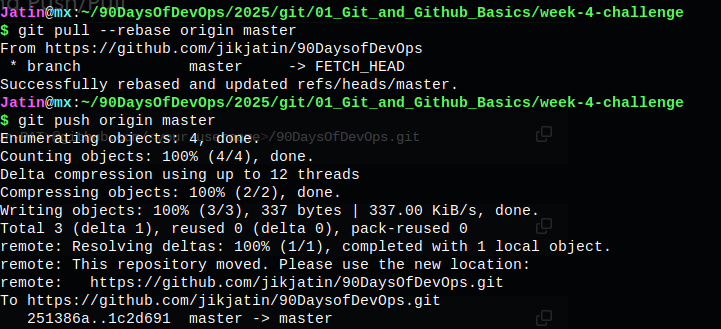 nd Push/Pull
Jatin@mx:~/90DaysOfDevOps/2025/git/01_Git_and_Github_Basics/week-4-challenge
$ git pull --rebase origin master
From https://github.com/jikjatin/90DaysofDevOps
 * branch            master     -> FETCH_HEAD
Successfully rebased and updated refs/heads/master.
Jatin@mx:~/90DaysOfDevOps/2025/git/01_Git_and_Github_Basics/week-4-challenge
$ git push origin master
Enumerating objects: 4, done.
/90DaysOfDevOps.git
Counting objects: 100% (4/4), done.
Delta compression using up to 12 threads
Compressing objects: 100% (2/2), done.
Writing objects: 100% (3/3), 337 bytes | 337.00 KiB/s, done.
Total 3 (delta 1), reused 0 (delta 0), pack-reused 0
remote: Resolving deltas: 100% (1/1), completed with 1 local object.
remote: This repository moved. Please use the new location:
remote:   https://github.com/jikjatin/90DaysOfDevOps.git
To https://github.com/jikjatin/90DaysOfDevOps.git
   251386a..1c2d691  master -> master